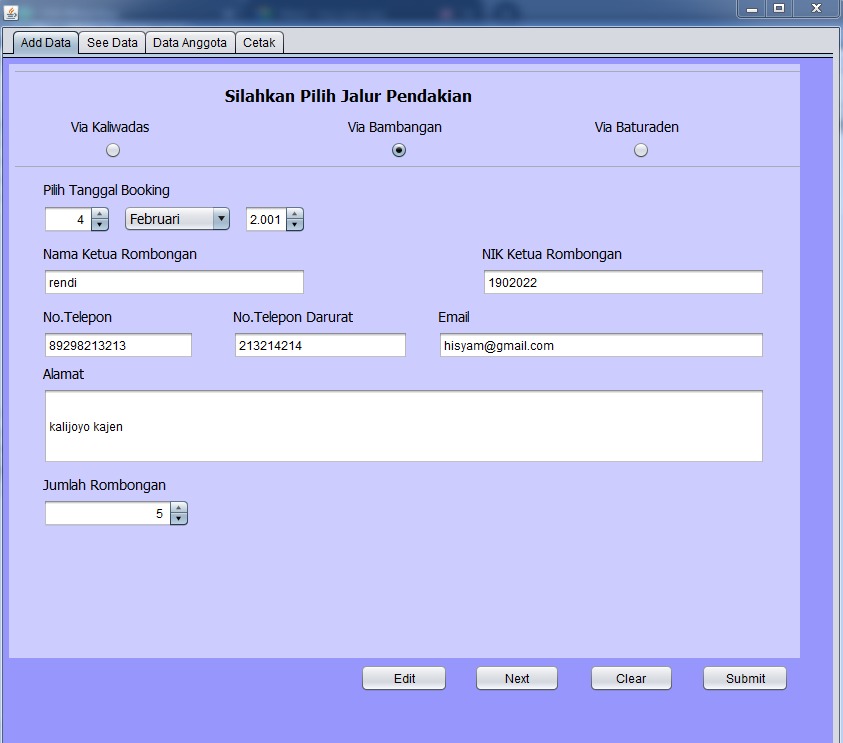 Add Data See Data Data Anggota Cetak
Silahkan Pilih Jalur Pendakian
Via Kaliwadas Via Bambangan Via Baturaden
Pilih Tanggal Booking
4 Februari 2.001
Nama Ketua Rombongan NIK Ketua Rombongan
rendi 1902022
No.Telepon No.Telepon Darurat Email
89298213213 213214214 hisyam@gmail.com
Alamat
kalijoyo kajen
Jumlah Rombongan
5
Edit Next Clear Submit